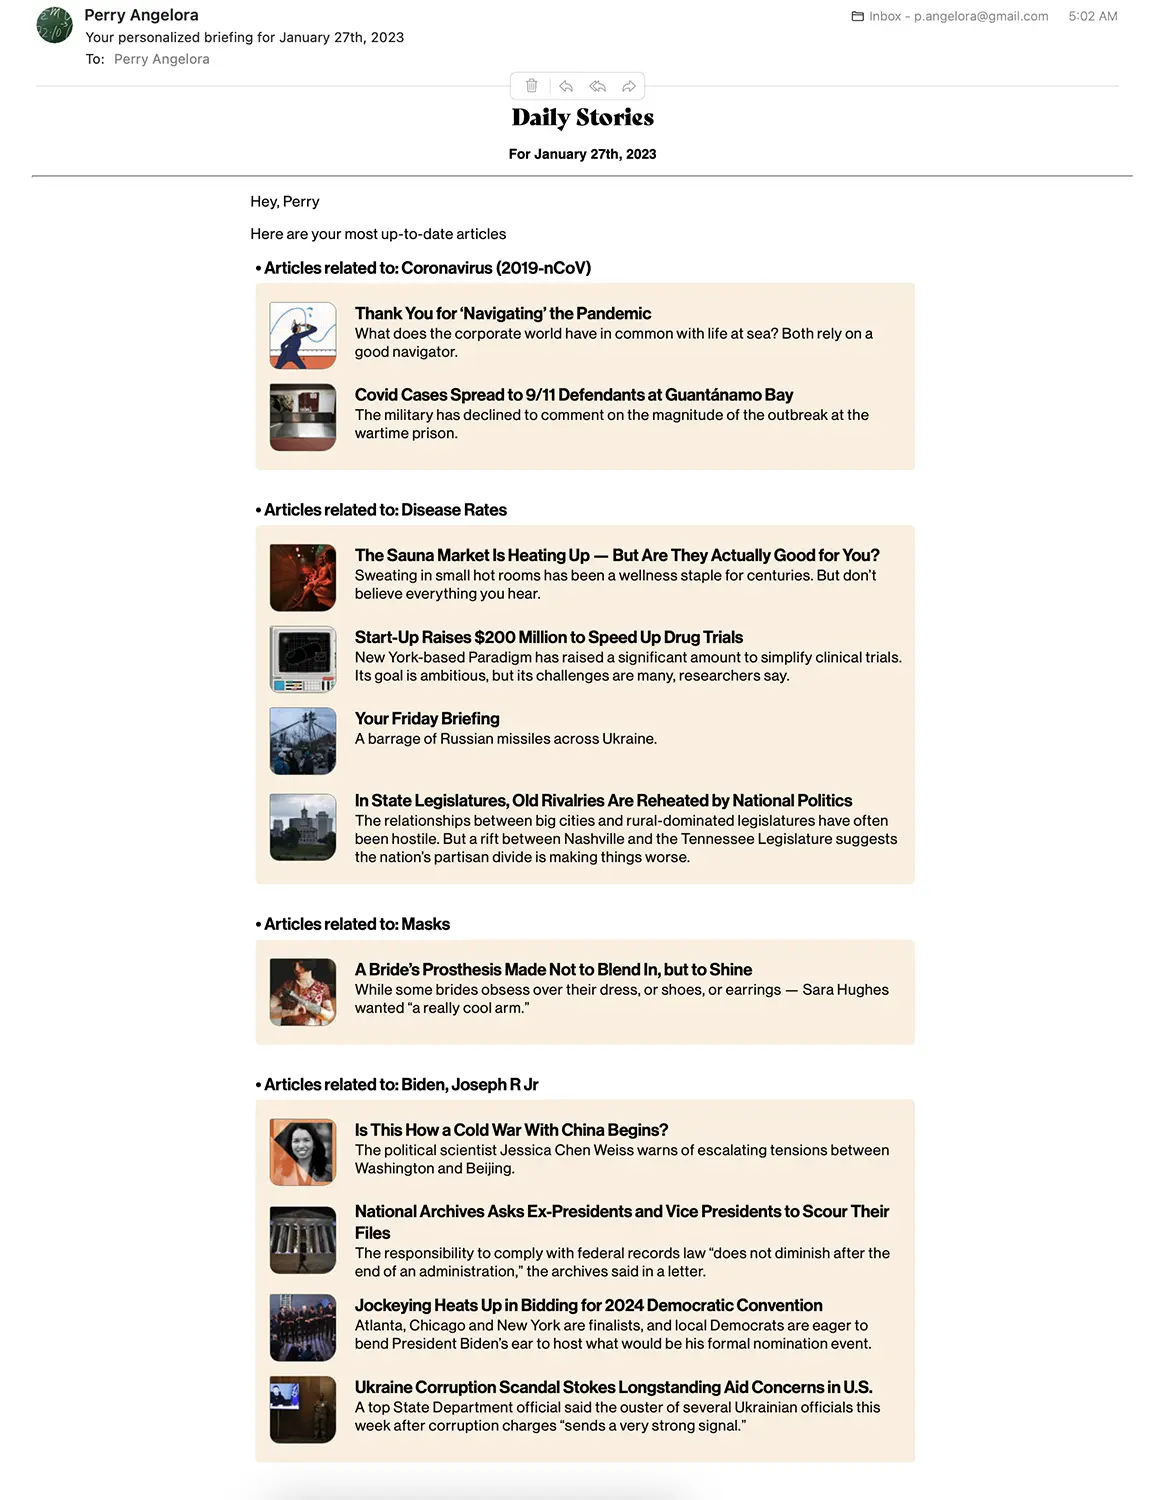 Perry Angelora
Inbox - p.angelora@gmail.com 5:02 AM
Your personalized briefing for January 27th, 2023
To: Perry Angelora
Daily Stories
For January 27th, 2023
Hey, Perry
Here are your most up-to-date articles
• Articles related to: Coronavirus (2019-nCoV)
Thank You for ‘Navigating’ the Pandemic
What does the corporate world have in common with life at sea? Both rely on a
good navigator.
Covid Cases Spread to 9/11 Defendants at Guantánamo Bay
The military has declined to comment on the magnitude of the outbreak at the
wartime prison.
• Articles related to: Disease Rates
The Sauna Market Is Heating Up — But Are They Actually Good for You?
Sweating in small hot rooms has been a wellness staple for centuries. But don’t
believe everything you hear.
Start-Up Raises $200 Million to Speed Up Drug Trials
New York-based Paradigm has raised a significant amount to simplify clinical trials.
Its goal is ambitious, but its challenges are many, researchers say.
Your Friday Briefing
A barrage of Russian missiles across Ukraine.
In State Legislatures, Old Rivalries Are Reheated by National Politics
The relationships between big cities and rural-dominated legislatures have often
been hostile. But a rift between Nashville and the Tennessee Legislature suggests
the nation’s partisan divide is making things worse.
• Articles related to: Masks
A Bride’s Prosthesis Made Not to Blend In, but to Shine
While some brides obsess over their dress, or shoes, or earrings — Sara Hughes
wanted “a really cool arm.”
• Articles related to: Biden, Joseph R Jr
Is This How a Cold War With China Begins?
The political scientist Jessica Chen Weiss warns of escalating tensions between
Washington and Beijing.
National Archives Asks Ex-Presidents and Vice Presidents to Scour Their
Files
The responsibility to comply with federal records law “does not diminish after the
end of an administration,” the archives said in a letter.
Jockeying Heats Up in Bidding for 2024 Democratic Convention
Atlanta, Chicago and New York are finalists, and local Democrats are eager to
bend President Biden’s ear to host what would be his formal nomination event.
Ukraine Corruption Scandal Stokes Longstanding Aid Concerns in U.S.
A top State Department official said the ouster of several Ukrainian officials this
week after corruption charges “sends a very strong signal.”